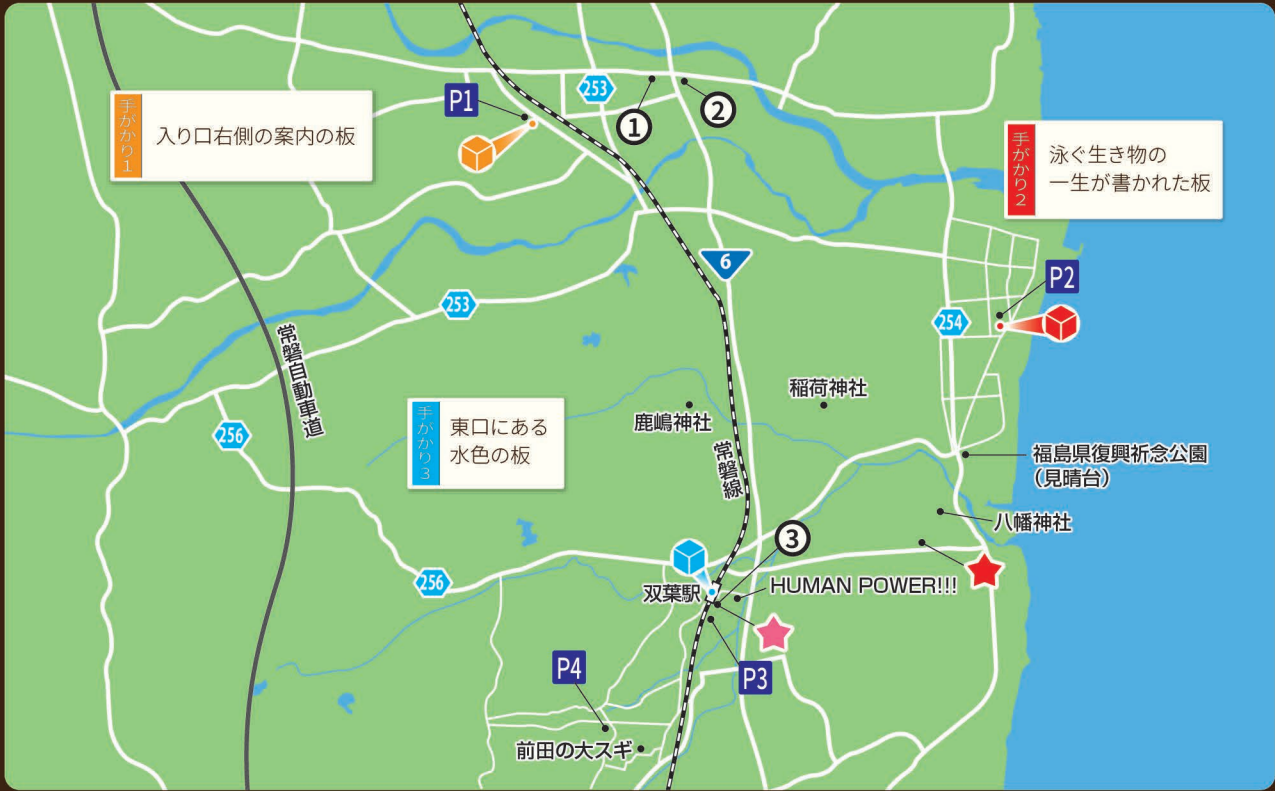 253
P1
①
②
手がかり1
入り口右側の案内の板
手がかり2
泳ぐ生き物の
一生が書かれた板
6
P2
253
254
常磐自動車道
稲荷神社
鹿嶋神社
手がかり3
東口にある
水色の板
256
常磐線
福島県復興祈念公園
(見晴台)
八幡神社
③
256
双葉駅
HUMAN POWER!!!
P4
P3
前田の大スギ